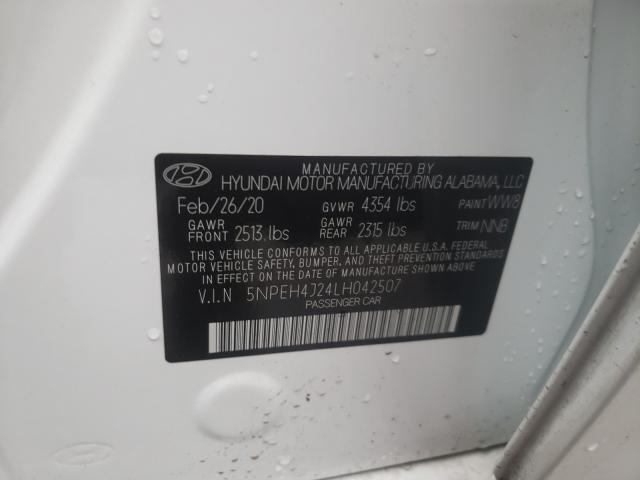 MANUFACTURED BY
HYUNDAI MOTOR MANUFACTURING ALABAMA, LLC
Feb/26/20 GVWR 4354 lbs PAINT WW8
GAWR FRONT 2513 lbs GAWR REAR 2315 lbs TRIM NNB
THIS VEHICLE CONFORMS TO ALL APPLICABLE U.S.A. FEDERAL
MOTOR VEHICLE SAFETY, BUMPER, AND THEFT PREVENTION STANDARDS
IN EFFECT ON THE DATE OF MANUFACTURE SHOWN ABOVE.
V.I.N 5NPEH4J24LH042507
PASSENGER CAR